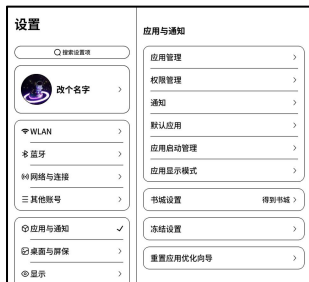 设置
搜索设置项
改个名字
WLAN
蓝牙
网络与连接
其他账号
应用与通知
桌面与屏保
显示
应用与通知
应用管理
权限管理
通知
默认应用
应用启动管理
应用显示模式
书城设置 得到书城
冻结设置
重置应用优化向导